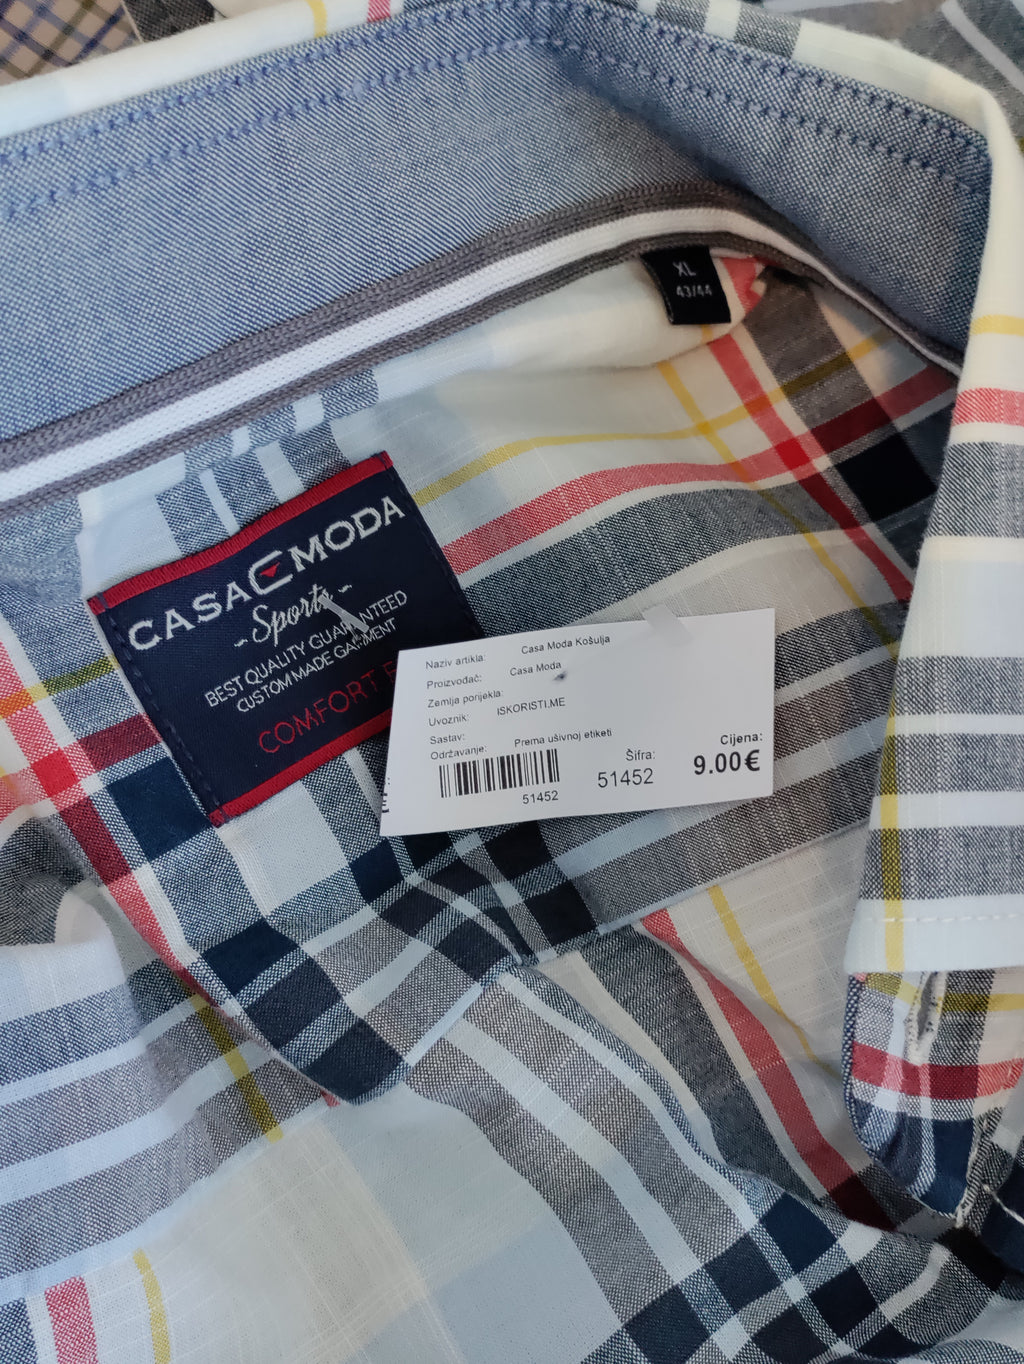 XL
43/44
CASA MODA
- Sports -
BEST QUALITY GUARANTEED
CUSTOM MADE GARMENT
COMFORT
Naziv artikla: Casa Moda Košulja
Proizvođač: Casa Moda
Zemlja porijekla:
Uvoznik: ISKORISTI.ME
Sastav:
Održavanje: Prema ušivnoj etiketi
51452
Šifra:
51452
Cijena:
9.00€